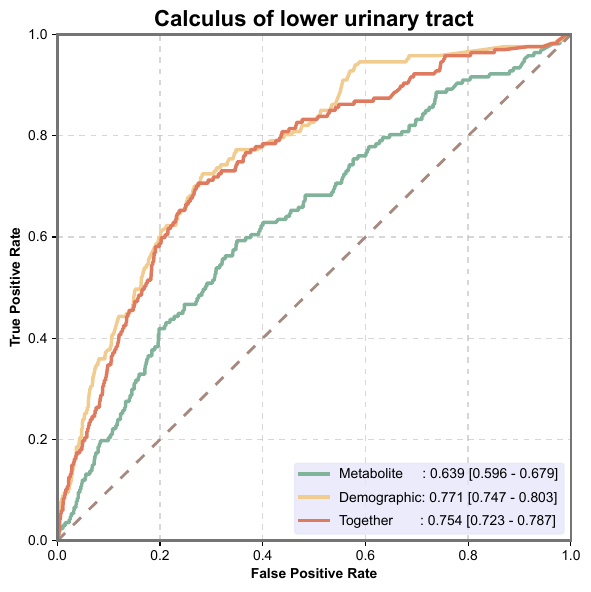 Calculus of lower urinary tract
True Positive Rate
1.0
0.8
0.6
0.4
0.2
0.0
Metabolite : 0.639 [0.596 - 0.679]
Demographic: 0.771 [0.747 - 0.803]
Together : 0.754 [0.723 - 0.787]
0.0 0.2 0.4 0.6 0.8 1.0
False Positive Rate